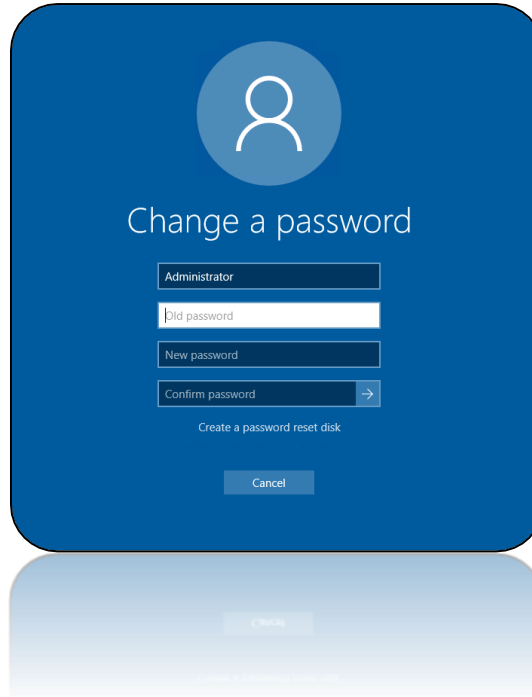 Change a password
Administrator
Old password
New password
Confirm password
Create a password reset disk
Cancel